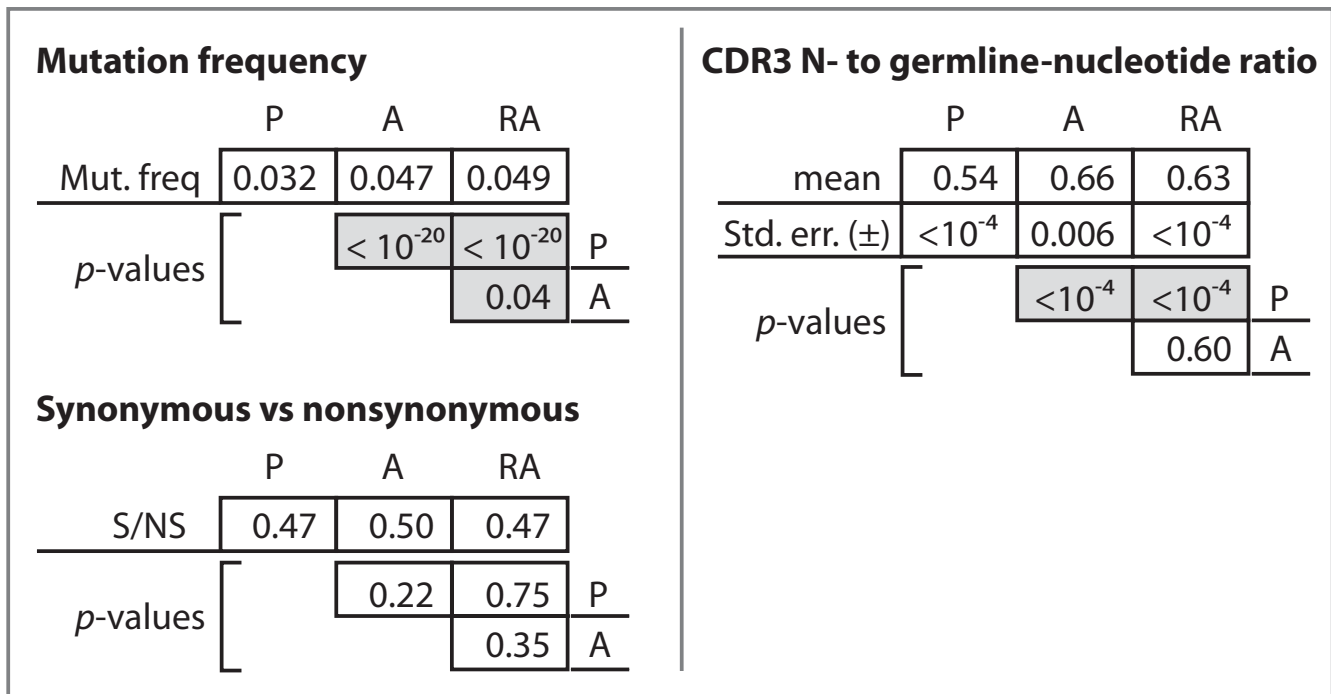 Mutation frequency
P A RA
Mut. freq 0.032 0.047 0.049
p-values < 10⁻²⁰ < 10⁻²⁰ P
0.04 A
Synonymous vs nonsynonymous
P A RA
S/NS 0.47 0.50 0.47
p-values 0.22 0.75 P
0.35 A
CDR3 N- to germline-nucleotide ratio
P A RA
mean 0.54 0.66 0.63
Std. err. (±) <10⁻⁴ 0.006 <10⁻⁴
p-values <10⁻⁴ <10⁻⁴ P
0.60 A